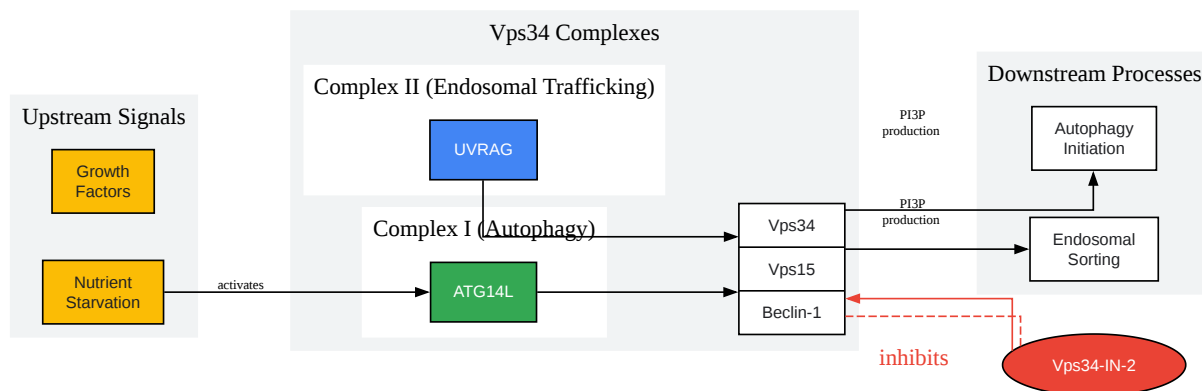 Vps34 Complexes
Upstream Signals
Growth
Factors
Nutrient
Starvation
activates
Complex II (Endosomal Trafficking)
UVRAG
Complex I (Autophagy)
ATG14L
Vps34
Vps15
Beclin-1
PI3P
production
PI3P
production
Downstream Processes
Autophagy
Initiation
Endosomal
Sorting
inhibits
Vps34-IN-2